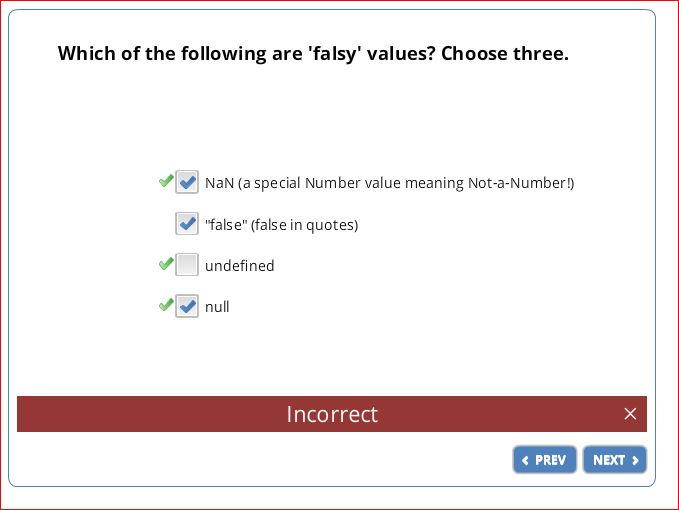 Which of the following are 'falsy' values? Choose three.
NaN (a special Number value meaning Not-a-Number!)
"false" (false in quotes)
undefined
null
Incorrect
PREV
NEXT